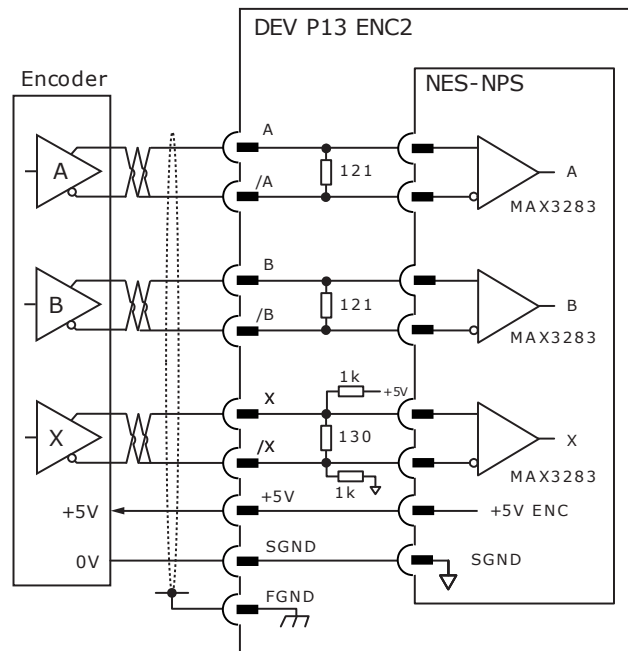 DEV P13 ENC2
Encoder
NES-NPS
A
A
121
A
/A
MAX3283
B
B
121
B
/B
MAX3283
1k
X
+5V
X
130
X
/X
MAX3283
1k
+5V
+5V
+5V ENC
0V
SGND
SGND
FGND